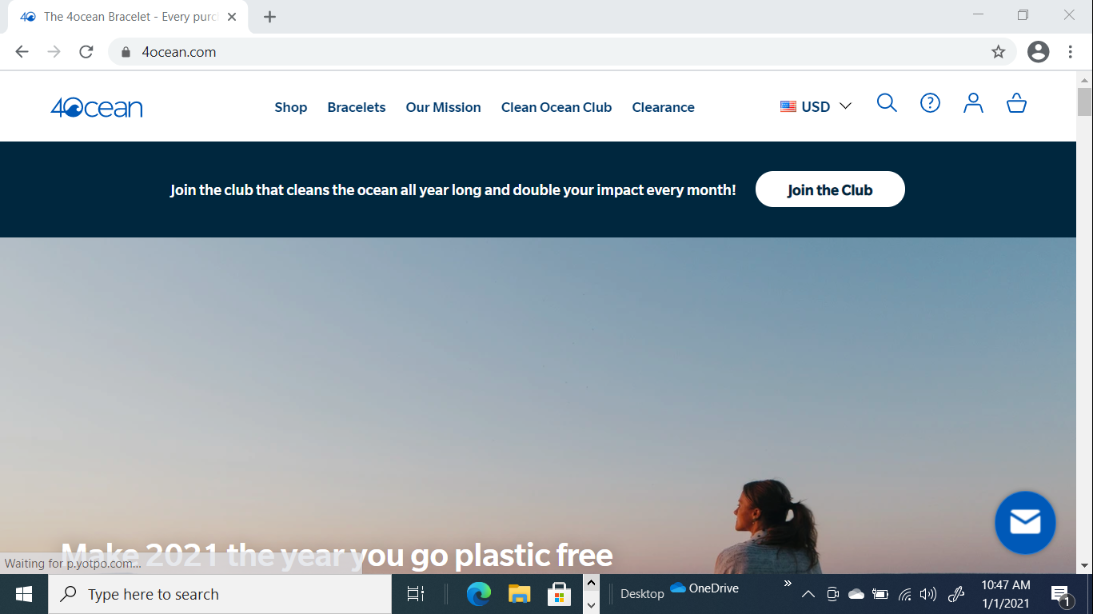 The 4ocean Bracelet - Every purc
4ocean.com
4Ocean
Shop Bracelets Our Mission Clean Ocean Club Clearance
USD
Join the club that cleans the ocean all year long and double your impact every month!
Join the Club
Make 2021 the year you go plastic free
Waiting for p.yotpo.com...
Type here to search
Desktop
OneDrive
10:47 AM
1/1/2021
1